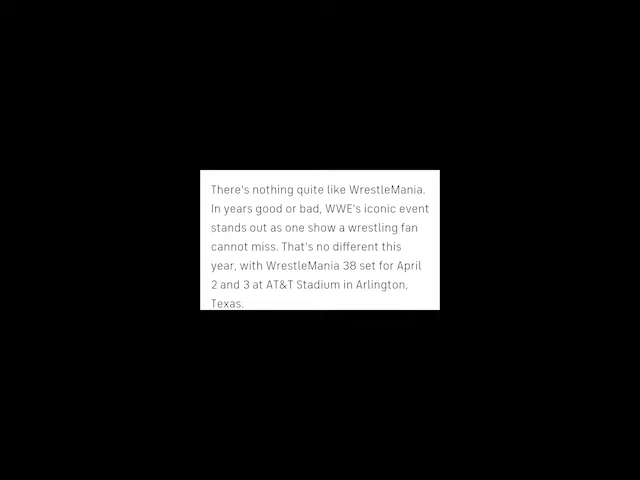 There's nothing quite like WrestleMania.
In years good or bad, WWE's iconic event
stands out as one show a wrestling fan
cannot miss. That's no different this
year, with WrestleMania 38 set for April
2 and 3 at AT&T Stadium in Arlington,
Texas.